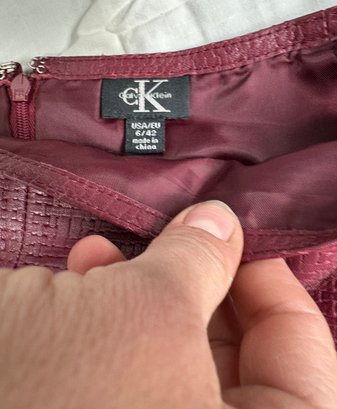 CK
Calvin Klein
USA/EU
6/42
made in
china